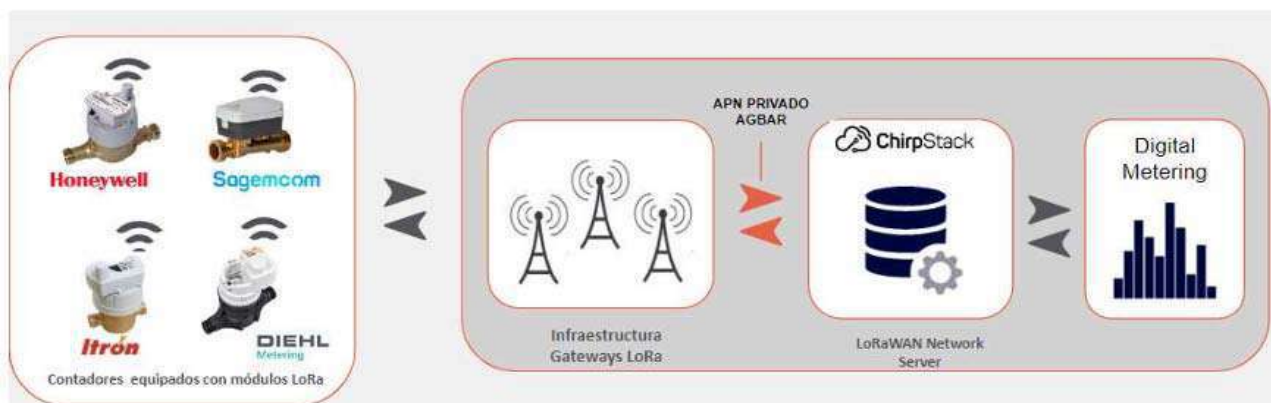 Honeywell
Sagemcom
Itrón
DIEHL
Metering
Contadores equipados con módulos LoRa
APN PRIVADO
AGBAR
Infraestructura
Gateways LoRa
ChirpStack
LoRaWAN Network
Server
Digital
Metering